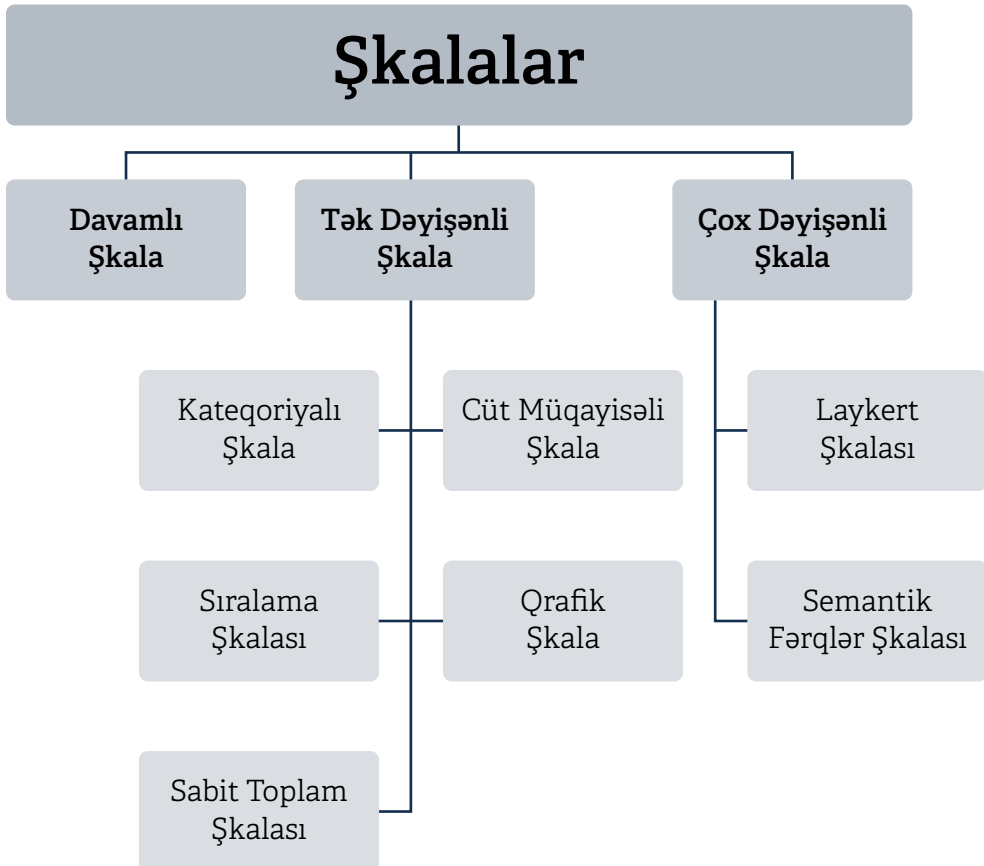 Şkalalar
Davamlı
Şkala
Tək Dəyişənli
Şkala
Çox Dəyişənli
Şkala
Kateqoriyalı
Şkala
Cüt Müqayisəli
Şkala
Laykert
Şkalası
Sıralama
Şkalası
Qrafik
Şkala
Semantik
Fərqlər Şkalası
Sabit Toplam
Şkalası